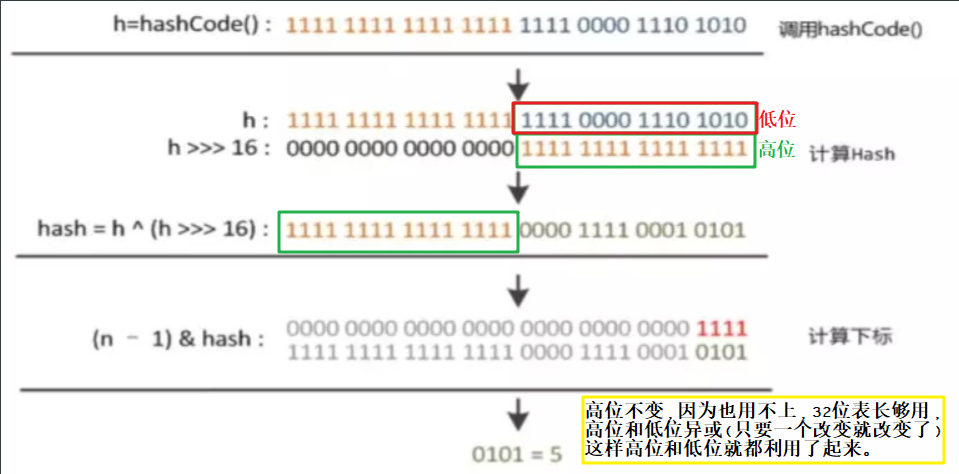 h=hashCode() : 1111 1111 1111 1111 1111 0000 1110 1010 调用hashCode()
h : 1111 1111 1111 1111 1111 0000 1110 1010 低位
h >>> 16 : 0000 0000 0000 0000 1111 1111 1111 1111 高位 计算Hash
hash = h ^ (h >>> 16) : 1111 1111 1111 1111 0000 1111 0001 0101
(n – 1) & hash : 0000 0000 0000 0000 0000 0000 0000 1111 计算下标
1111 1111 1111 1111 0000 1111 0001 0101
高位不变,因为也用不上，32位表长够用，
高位和低位异或(只要一个改变就改变了)
这样高位和低位就都利用了起来。
0101 = 5